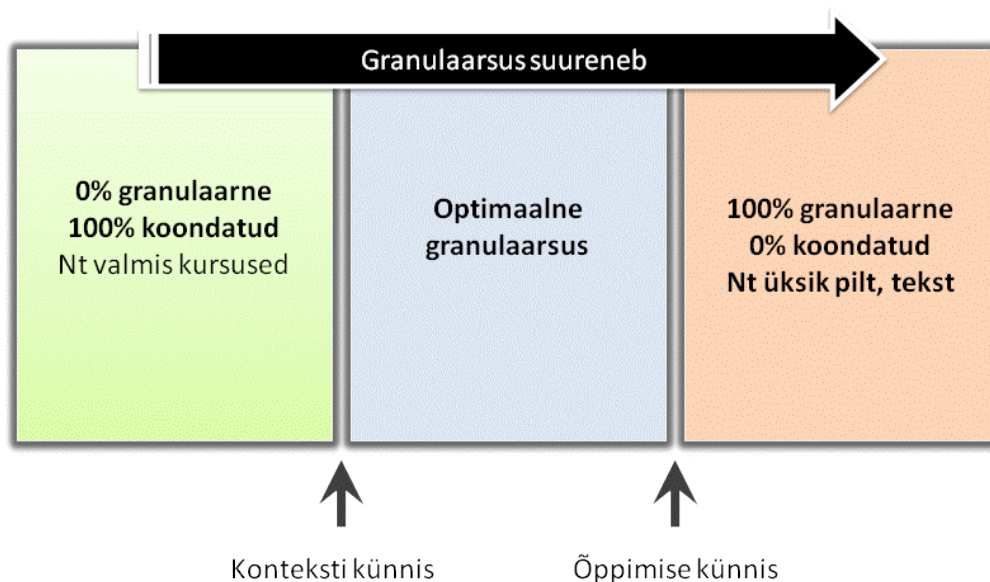 Granulaarsus suureneb
0% granulaarne
100% koondatud
Nt valmis kursused
Optimaalne
granulaarsus
100% granulaarne
0% koondatud
Nt üksik pilt, tekst
Konteksti künnis
Õppimise künnis